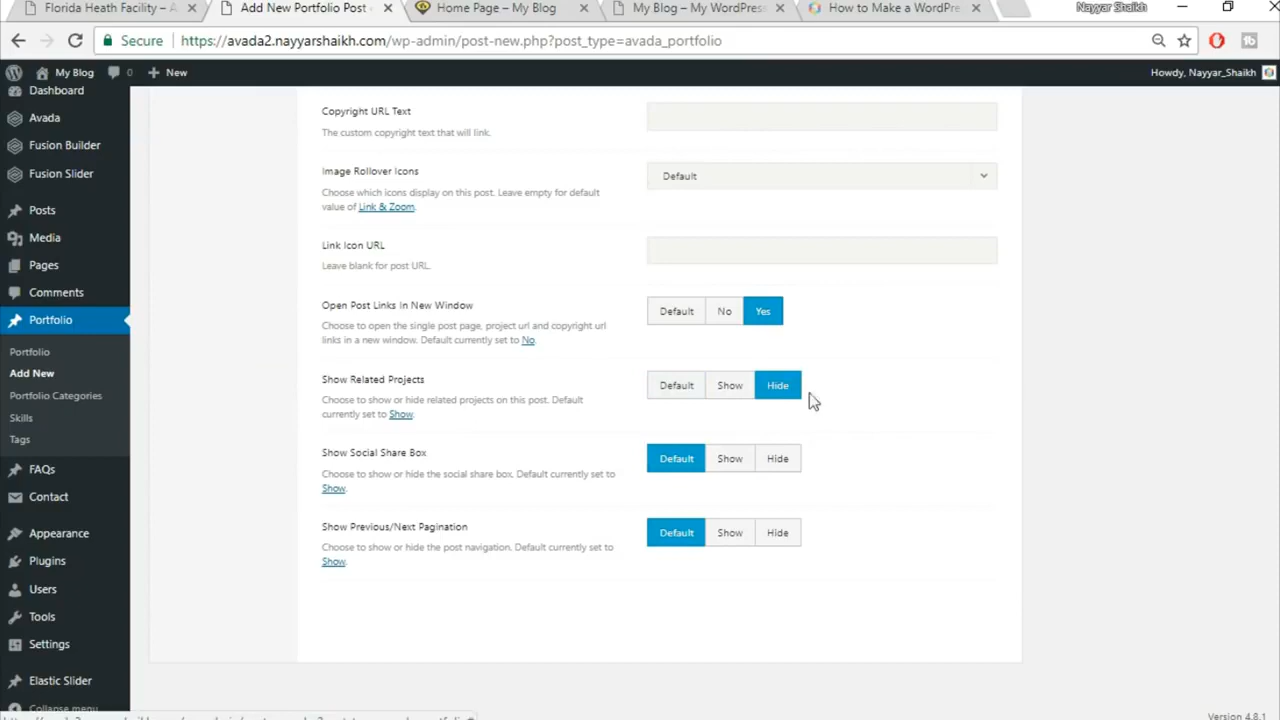 Florida Heath Facility – A
Add New Portfolio Post
Home Page – My Blog
My Blog – My WordPress
How to Make a WordPre
Nayyar Shaikh
Secure
https://avada2.nayyarshaikh.com/wp-admin/post-new.php?post_type=avada_portfolio
My Blog
0
New
Howdy, Nayyar_Shaikh
Dashboard
Avada
Fusion Builder
Fusion Slider
Posts
Media
Pages
Comments
Portfolio
Portfolio
Add New
Portfolio Categories
Skills
Tags
FAQs
Contact
Appearance
Plugins
Users
Tools
Settings
Elastic Slider
Collapse menu
Copyright URL Text
The custom copyright text that will link.
Image Rollover Icons
Default
Choose which icons display on this post. Leave empty for default
value of Link & Zoom.
Link Icon URL
Leave blank for post URL.
Open Post Links In New Window
Default No Yes
Choose to open the single post page, project url and copyright url
links in a new window. Default currently set to No.
Show Related Projects
Default Show Hide
Choose to show or hide related projects on this post. Default
currently set to Show.
Show Social Share Box
Default Show Hide
Choose to show or hide the social share box. Default currently set to
Show.
Show Previous/Next Pagination
Default Show Hide
Choose to show or hide the post navigation. Default currently set to
Show.
Version 4.8.1